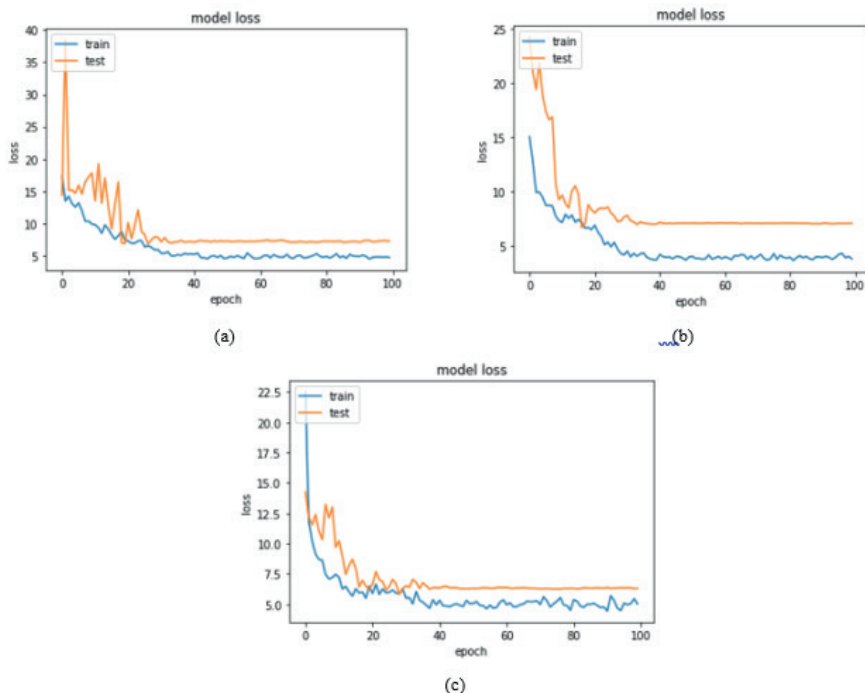 model loss
40
35
30
25
20
15
10
5
loss
train
test
0 20 40 60 80 100
epoch
(a)
model loss
25
20
15
10
5
loss
train
test
0 20 40 60 80 100
epoch
(b)
model loss
22.5
20.0
17.5
15.0
12.5
10.0
7.5
5.0
loss
train
test
0 20 40 60 80 100
epoch
(c)